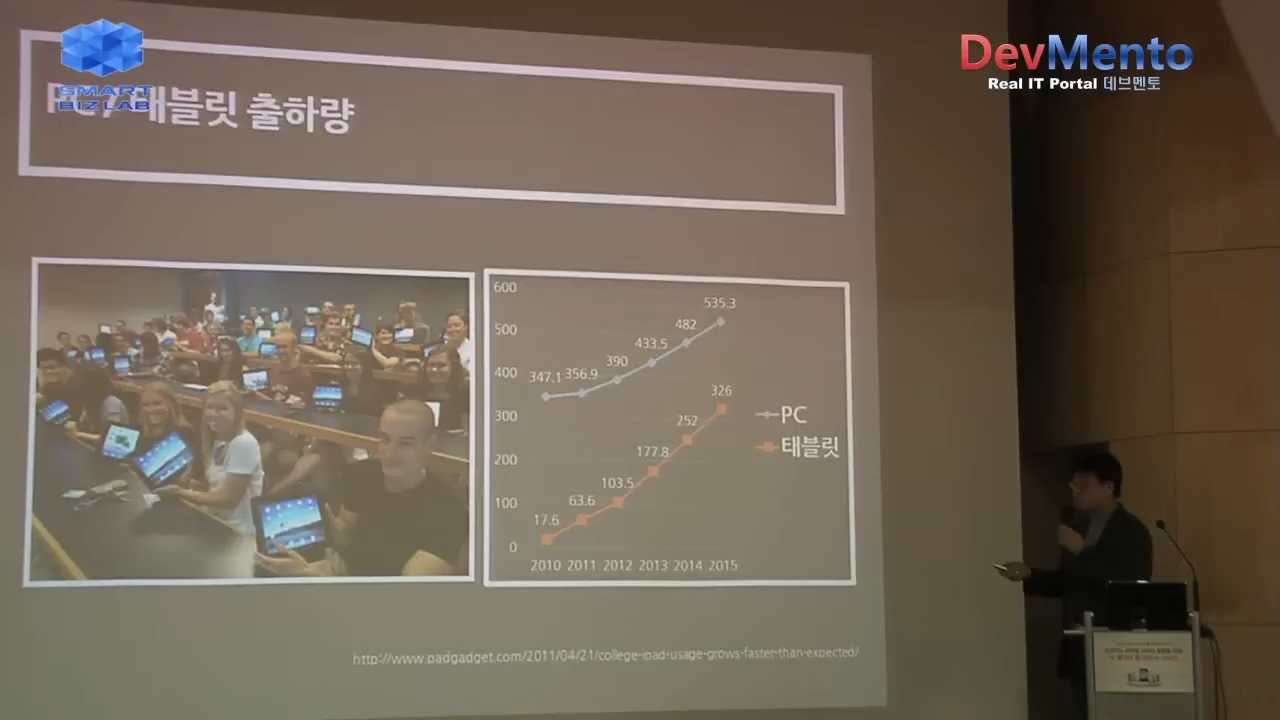 SMART
BIZ LAB
DevMento
Real IT Portal 데브멘토
태블릿 출하량
600
500
400
300
200
100
0
347.1
356.9
390
433.5
482
535.3
17.6
63.6
103.5
177.8
252
326
2010 2011 2012 2013 2014 2015
PC
태블릿
http://www.padgadget.com/2011/04/21/college-ipad-usage-grows-faster-than-expected/